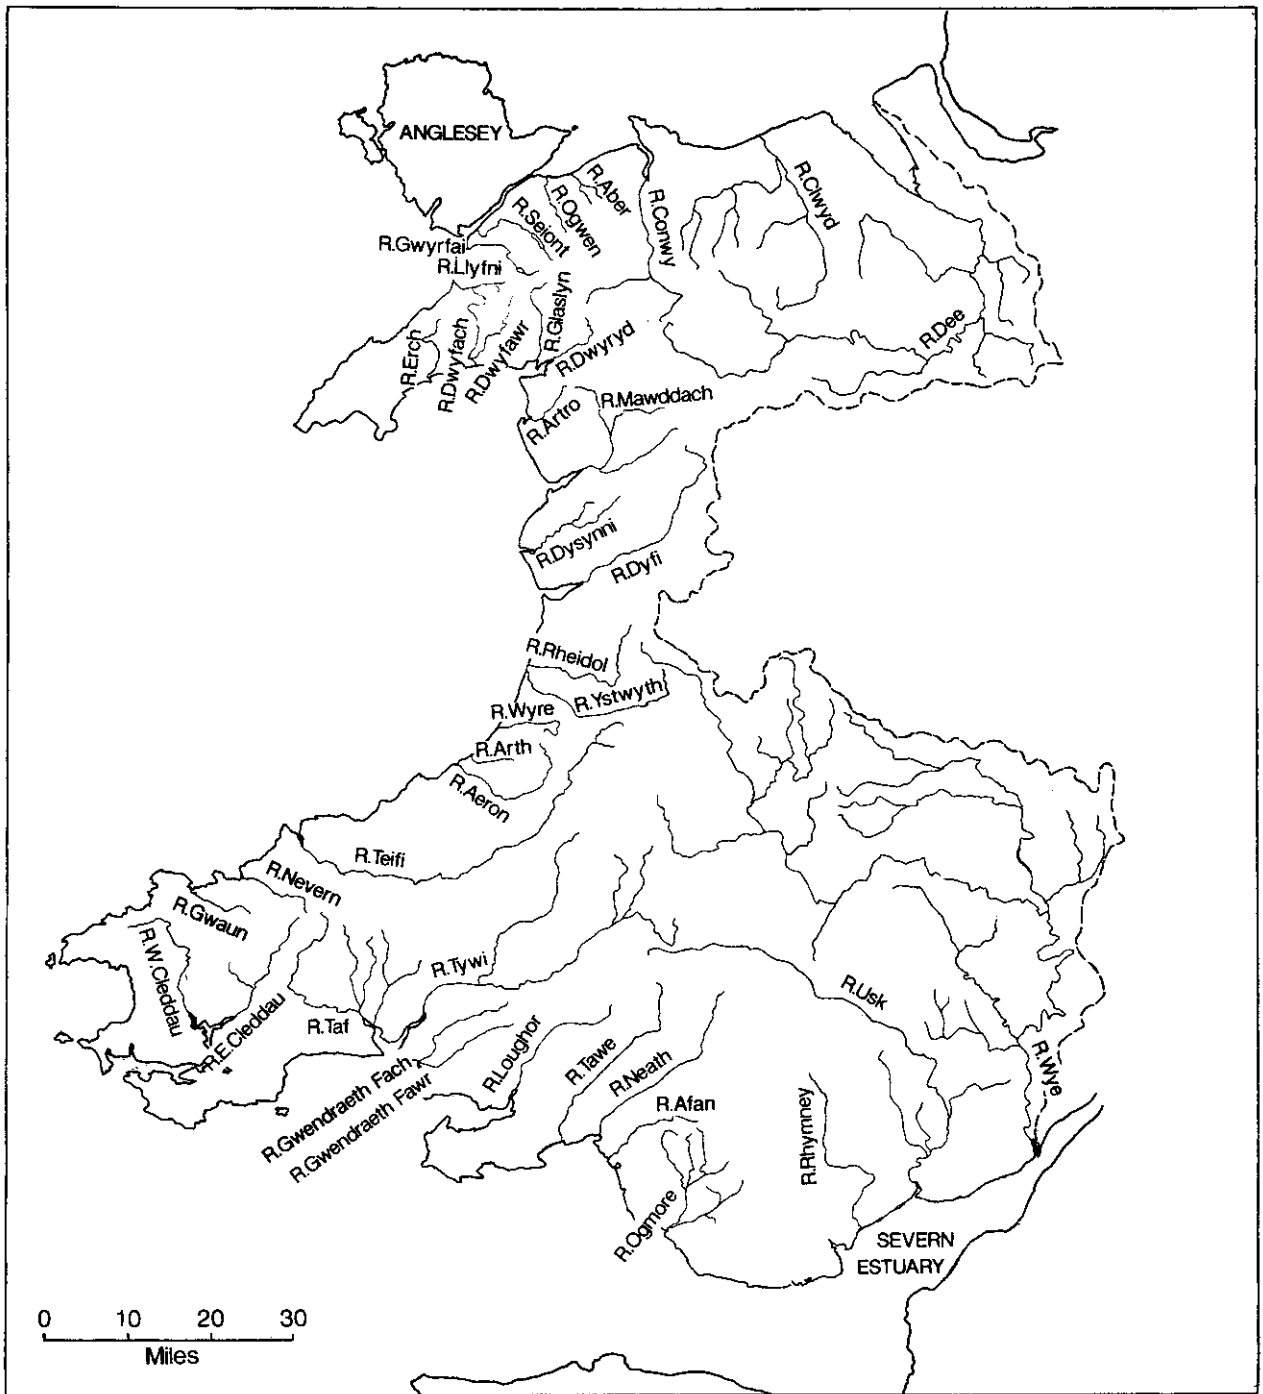 ANGLESEY
R.Clwyd
R.Aber
R.Ogwen
R.Conwy
R.Seiont
R.Gwyrfai
R.Llyfni
R.Glaslyn
R.Dee
R.Erch
R.Dwyfach
R.Dwyfawr
R.Dwyryd
R.Mawddach
R.Artro
R.Dysynni
R.Dyfi
R.Rheidol
R.Ystwyth
R.Wyre
R.Arth
R.Aeron
R.Teifi
R.Nevern
R.Gwaun
R.W.Cleddau
R.Tywi
R.Usk
R.E.Cleddau
R.Taf
R.Loughor
R.Tawe
R.Neath
R.Wye
R.Gwendraeth Fach
R.Gwendraeth Fawr
R.Afan
R.Rhymney
R.Ogmore
SEVERN
ESTUARY
0 10 20 30
Miles